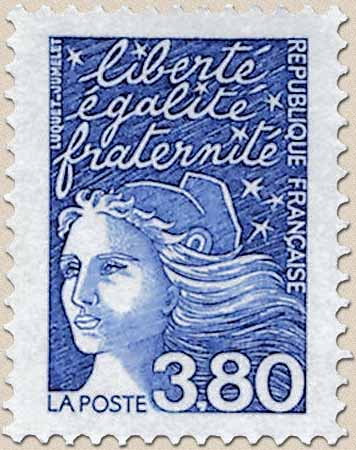 liberté
égalité
fraternité
RÉPUBLIQUE FRANÇAISE
LUQUET-JUMELET
LA POSTE
3,80